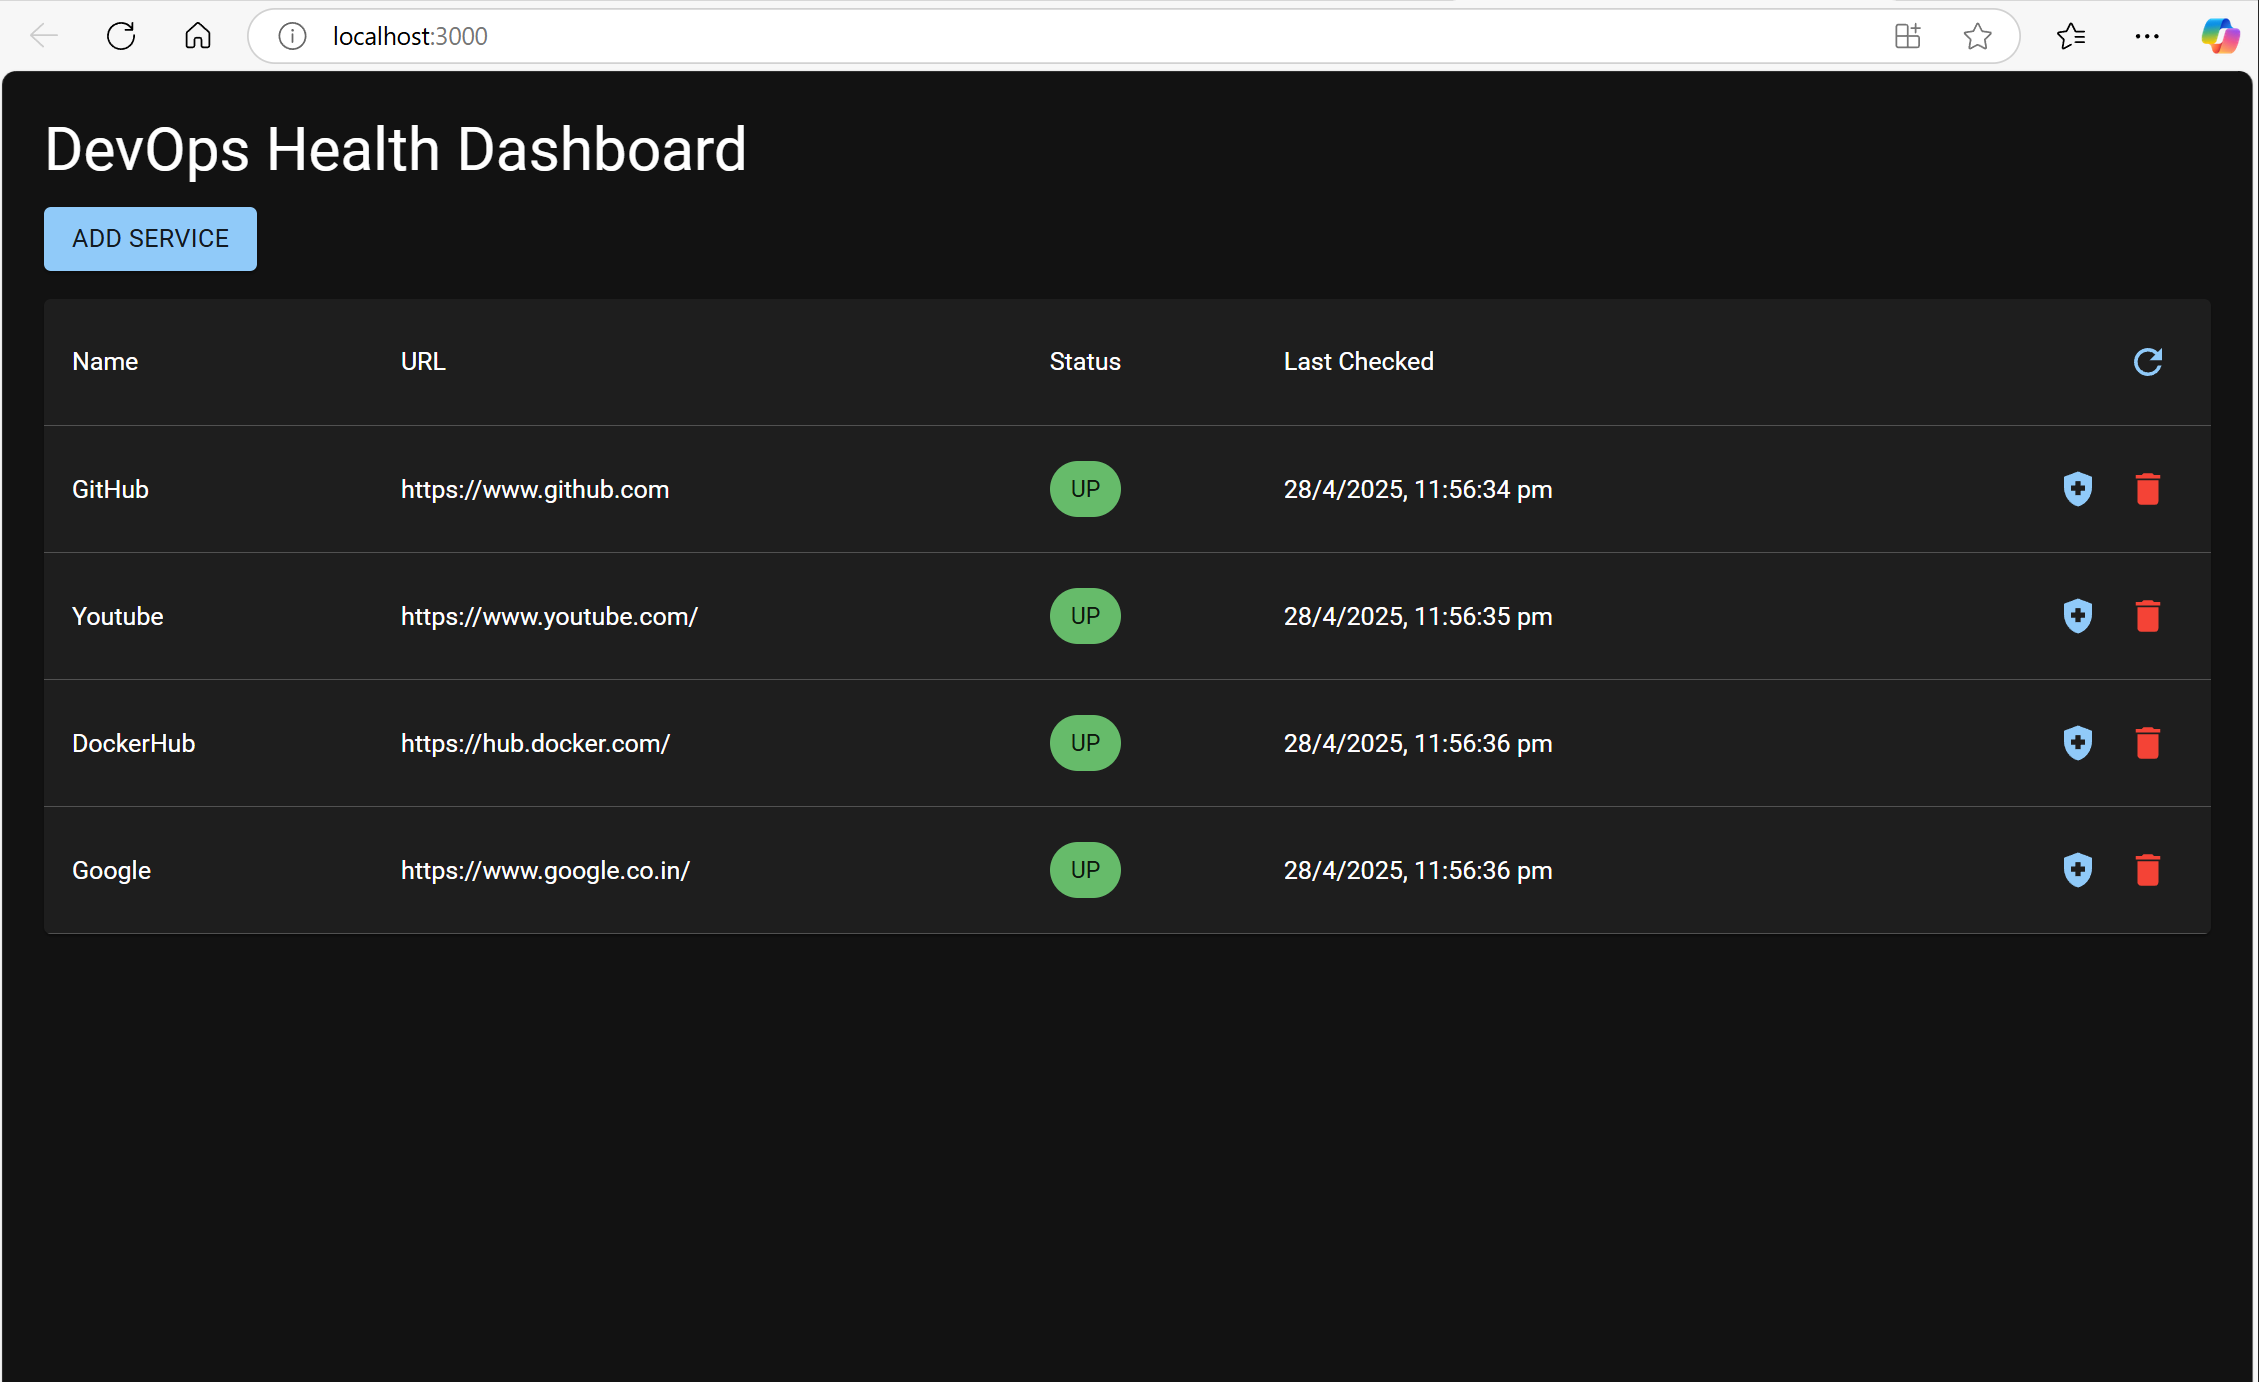 localhost:3000
DevOps Health Dashboard
ADD SERVICE
Name URL Status Last Checked
GitHub https://www.github.com UP 28/4/2025, 11:56:34 pm
Youtube https://www.youtube.com/ UP 28/4/2025, 11:56:35 pm
DockerHub https://hub.docker.com/ UP 28/4/2025, 11:56:36 pm
Google https://www.google.co.in/ UP 28/4/2025, 11:56:36 pm